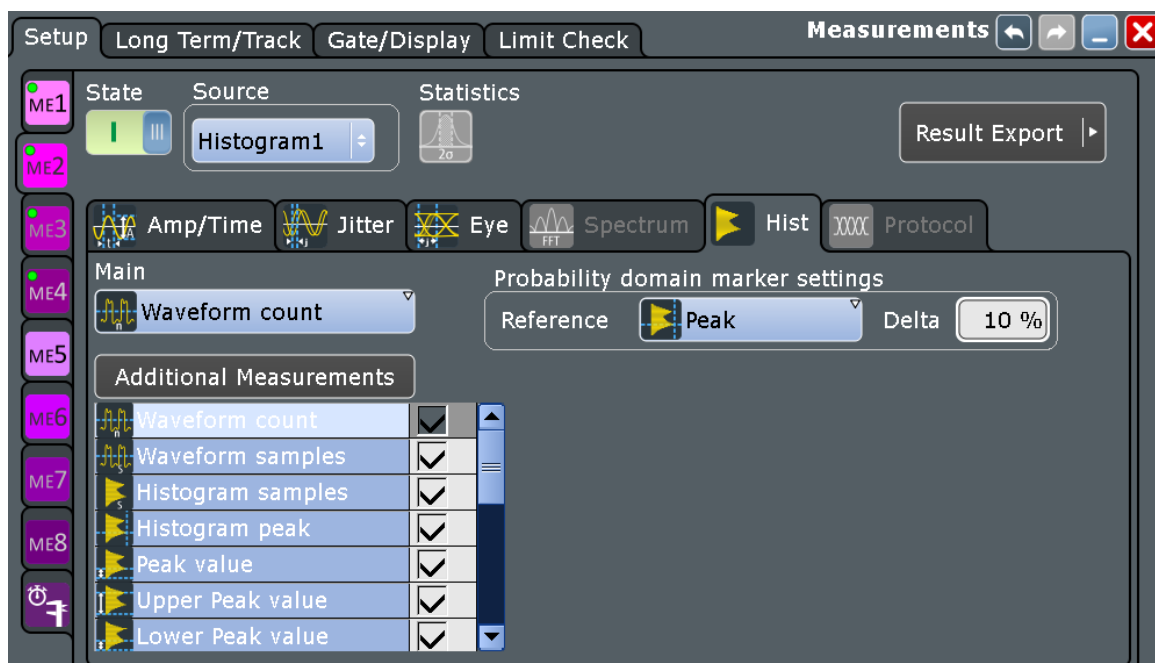 Setup Long Term/Track Gate/Display Limit Check Measurements
ME1 State Source Statistics
Histogram1 2σ Result Export
ME2
ME3 Amp/Time Jitter Eye FFT Spectrum Hist Protocol
Main Probability domain marker settings
ME4 Waveform count Reference Peak Delta 10 %
ME5 Additional Measurements
ME6 Waveform count
Waveform samples
ME7 Histogram samples
Histogram peak
ME8 Peak value
Upper Peak value
Lower Peak value